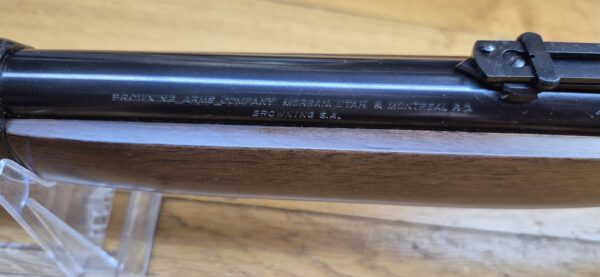 BROWNING ARMS COMPANY MORGAN, UTAH & MONTREAL P.Q.
BROWNING S.A.